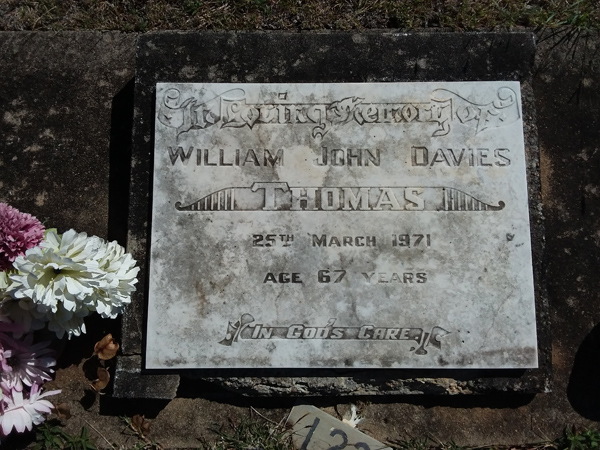 In Loving Memory of
WILLIAM JOHN DAVIES
THOMAS
25TH MARCH 1971
AGE 67 YEARS
IN GOD'S CARE